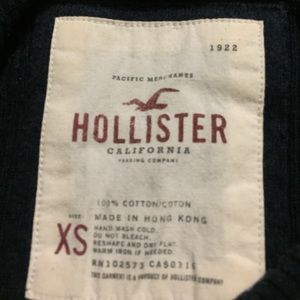 1922
PACIFIC MERCHANTS
HOLLISTER
CALIFORNIA
TRADING COMPANY
100% COTTON/COTON
SIZE:
XS
MADE IN HONG KONG
HAND WASH COLD.
DO NOT BLEACH.
RESHAPE AND DRY FLAT.
WARM IRON IF NEEDED.
RN102573 CA50316
THIS GARMENT IS A PRODUCT OF HOLLISTER COMPANY